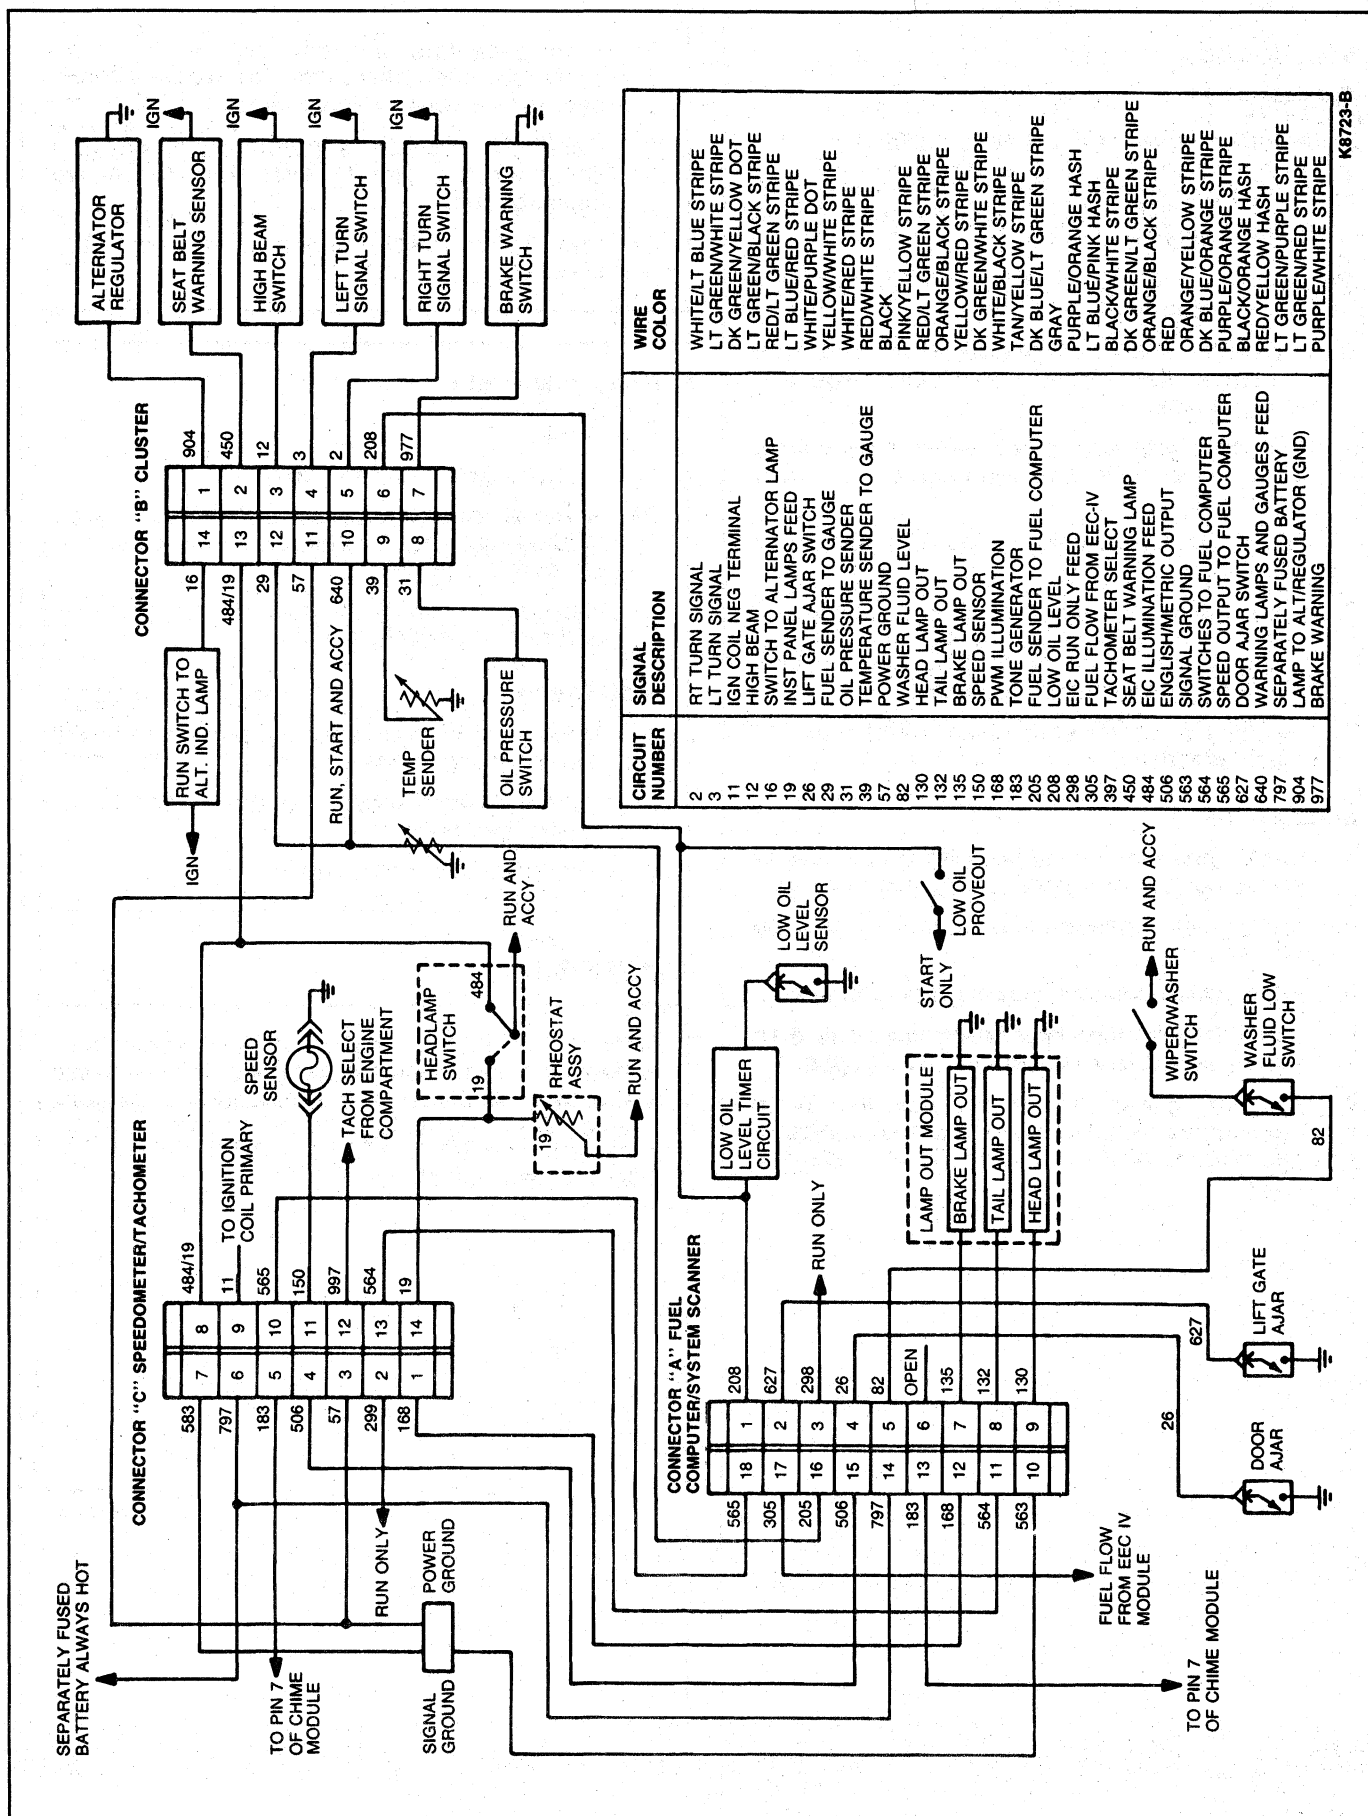 ALTERNATOR
REGULATOR
IGN
SEAT BELT
WARNING SENSOR
IGN
HIGH BEAM
SWITCH
IGN
LEFT TURN
SIGNAL SWITCH
IGN
RIGHT TURN
SIGNAL SWITCH
BRAKE WARNING
SWITCH
CONNECTOR "B" CLUSTER
904
450
12
3
2
208
977
1
2
3
4
5
6
7
14
13
12
11
10
9
8
16
484/19
29
57
640
39
31
RUN SWITCH TO
ALT. IND. LAMP
IGN
RUN, START AND ACCY
TEMP
SENDER
OIL PRESSURE
SWITCH
CONNECTOR "C" SPEEDOMETER/TACHOMETER
484/19
11
565
150
997
564
19
8
9
10
11
12
13
14
7
6
5
4
3
2
1
583
797
183
506
57
299
168
TO IGNITION
COIL PRIMARY
SPEED
SENSOR
TACH SELECT
FROM ENGINE
COMPARTMENT
HEADLAMP
SWITCH
484
19
RUN AND
ACCY
RHEOSTAT
ASSY
19
RUN AND ACCY
SEPARATELY FUSED
BATTERY ALWAYS HOT
TO PIN 7
OF CHIME
MODULE
RUN ONLY
POWER
GROUND
SIGNAL
GROUND
CONNECTOR "A" FUEL
COMPUTER/SYSTEM SCANNER
208
627
298
26
82
OPEN
135
132
130
1
2
3
4
5
6
7
8
9
18
17
16
15
14
13
12
11
10
565
305
205
506
797
183
168
564
563
LOW OIL
LEVEL TIMER
CIRCUIT
LOW OIL
LEVEL
SENSOR
START
ONLY
LOW OIL
PROVEOUT
RUN ONLY
LAMP OUT MODULE
BRAKE LAMP OUT
TAIL LAMP OUT
HEAD LAMP OUT
RUN AND ACCY
WIPER/WASHER
SWITCH
WASHER
FLUID LOW
SWITCH
82
627
LIFT GATE
AJAR
26
DOOR
AJAR
FUEL FLOW
FROM EEC IV
MODULE
TO PIN 7
OF CHIME MODULE
CIRCUIT NUMBER SIGNAL DESCRIPTION WIRE COLOR
2 RT TURN SIGNAL WHITE/LT BLUE STRIPE
3 LT TURN SIGNAL LT GREEN/WHITE STRIPE
11 IGN COIL NEG TERMINAL DK GREEN/YELLOW DOT
12 HIGH BEAM LT GREEN/BLACK STRIPE
16 SWITCH TO ALTERNATOR LAMP RED/LT GREEN STRIPE
19 INST PANEL LAMPS FEED LT BLUE/RED STRIPE
26 LIFT GATE AJAR SWITCH WHITE/PURPLE DOT
29 FUEL SENDER TO GAUGE YELLOW/WHITE STRIPE
31 OIL PRESSURE SENDER WHITE/RED STRIPE
39 TEMPERATURE SENDER TO GAUGE RED/WHITE STRIPE
57 POWER GROUND BLACK
82 WASHER FLUID LEVEL PINK/YELLOW STRIPE
130 HEAD LAMP OUT RED/LT GREEN STRIPE
132 TAIL LAMP OUT ORANGE/BLACK STRIPE
135 BRAKE LAMP OUT YELLOW/RED STRIPE
150 SPEED SENSOR DK GREEN/WHITE STRIPE
168 PWM ILLUMINATION WHITE/BLACK STRIPE
183 TONE GENERATOR TAN/YELLOW STRIPE
205 FUEL SENDER TO FUEL COMPUTER DK BLUE/LT GREEN STRIPE
208 LOW OIL LEVEL GRAY
298 EIC RUN ONLY FEED PURPLE/ORANGE HASH
305 FUEL FLOW FROM EEC-IV LT BLUE/PINK HASH
397 TACHOMETER SELECT BLACK/WHITE STRIPE
450 SEAT BELT WARNING LAMP DK GREEN/LT GREEN STRIPE
484 EIC ILLUMINATION FEED ORANGE/BLACK STRIPE
506 ENGLISH/METRIC OUTPUT RED
563 SIGNAL GROUND ORANGE/YELLOW STRIPE
564 SWITCHES TO FUEL COMPUTER DK BLUE/ORANGE STRIPE
565 SPEED OUTPUT TO FUEL COMPUTER PURPLE/ORANGE STRIPE
627 DOOR AJAR SWITCH BLACK/ORANGE HASH
640 WARNING LAMPS AND GAUGES FEED RED/YELLOW HASH
797 SEPARATELY FUSED BATTERY LT GREEN/PURPLE STRIPE
904 LAMP TO ALT/REGULATOR (GND) LT GREEN/RED STRIPE
977 BRAKE WARNING PURPLE/WHITE STRIPE
K8723-B